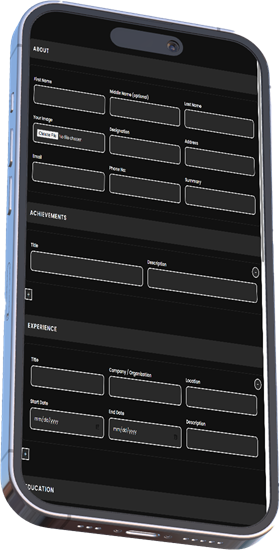 ABOUT
First Name
Middle Name (optional)
Last Name
Your Image
Choose File No file chosen
Designation
Address
Email
Phone No:
Summary
ACHIEVEMENTS
Title
Description
-
+
EXPERIENCE
Title
Company / Organization
Location
-
Start Date
mm/dd/yyyy
End Date
mm/dd/yyyy
Description
+
EDUCATION